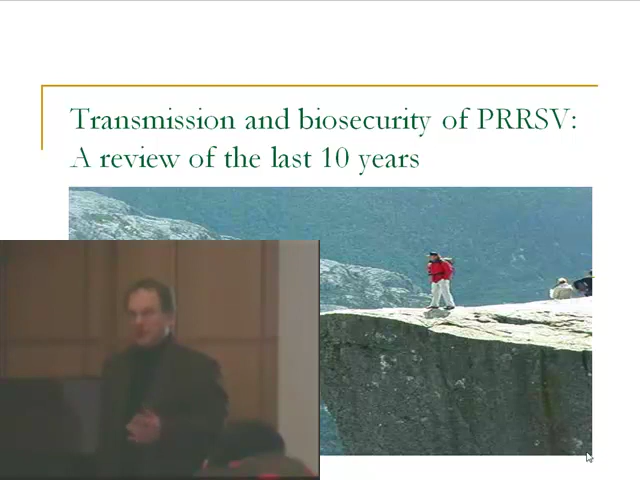 Transmission and biosecurity of PRRSV:
A review of the last 10 years